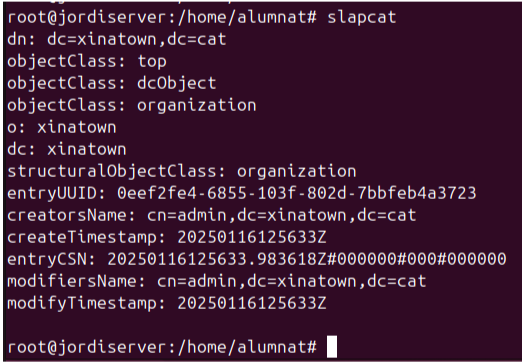 root@jordiserver:/home/alumnat# slapcat
dn: dc=xinatown,dc=cat
objectClass: top
objectClass: dcObject
objectClass: organization
o: xinatown
dc: xinatown
structuralObjectClass: organization
entryUUID: 0eef2fe4-6855-103f-802d-7bbfeb4a3723
creatorsName: cn=admin,dc=xinatown,dc=cat
createTimestamp: 20250116125633Z
entryCSN: 20250116125633.983618Z#000000#000#000000
modifiersName: cn=admin,dc=xinatown,dc=cat
modifyTimestamp: 20250116125633Z
root@jordiserver:/home/alumnat#